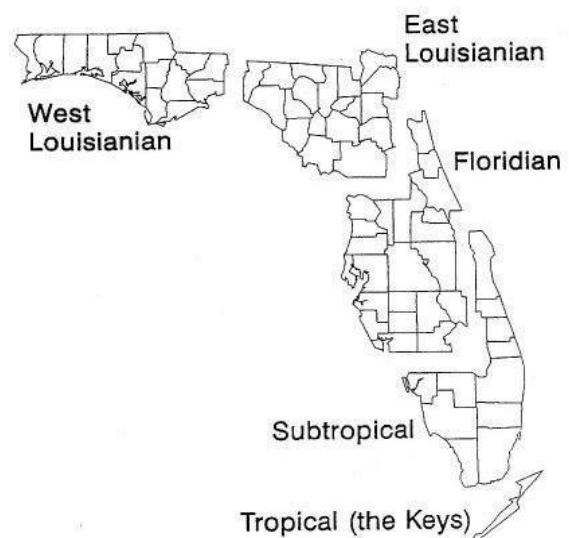 East
Louisianian
West
Louisianian
Floridian
Subtropical
Tropical (the Keys)